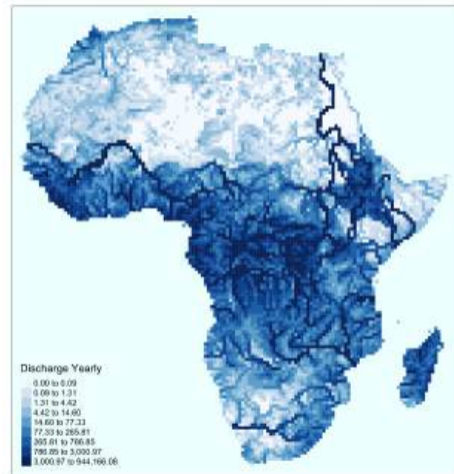 Discharge Yearly
0.00 to 0.09
0.09 to 1.31
1.31 to 4.42
4.42 to 14.60
14.60 to 77.33
77.33 to 265.81
265.81 to 786.85
786.85 to 3,000.97
3,000.97 to 944,166.06